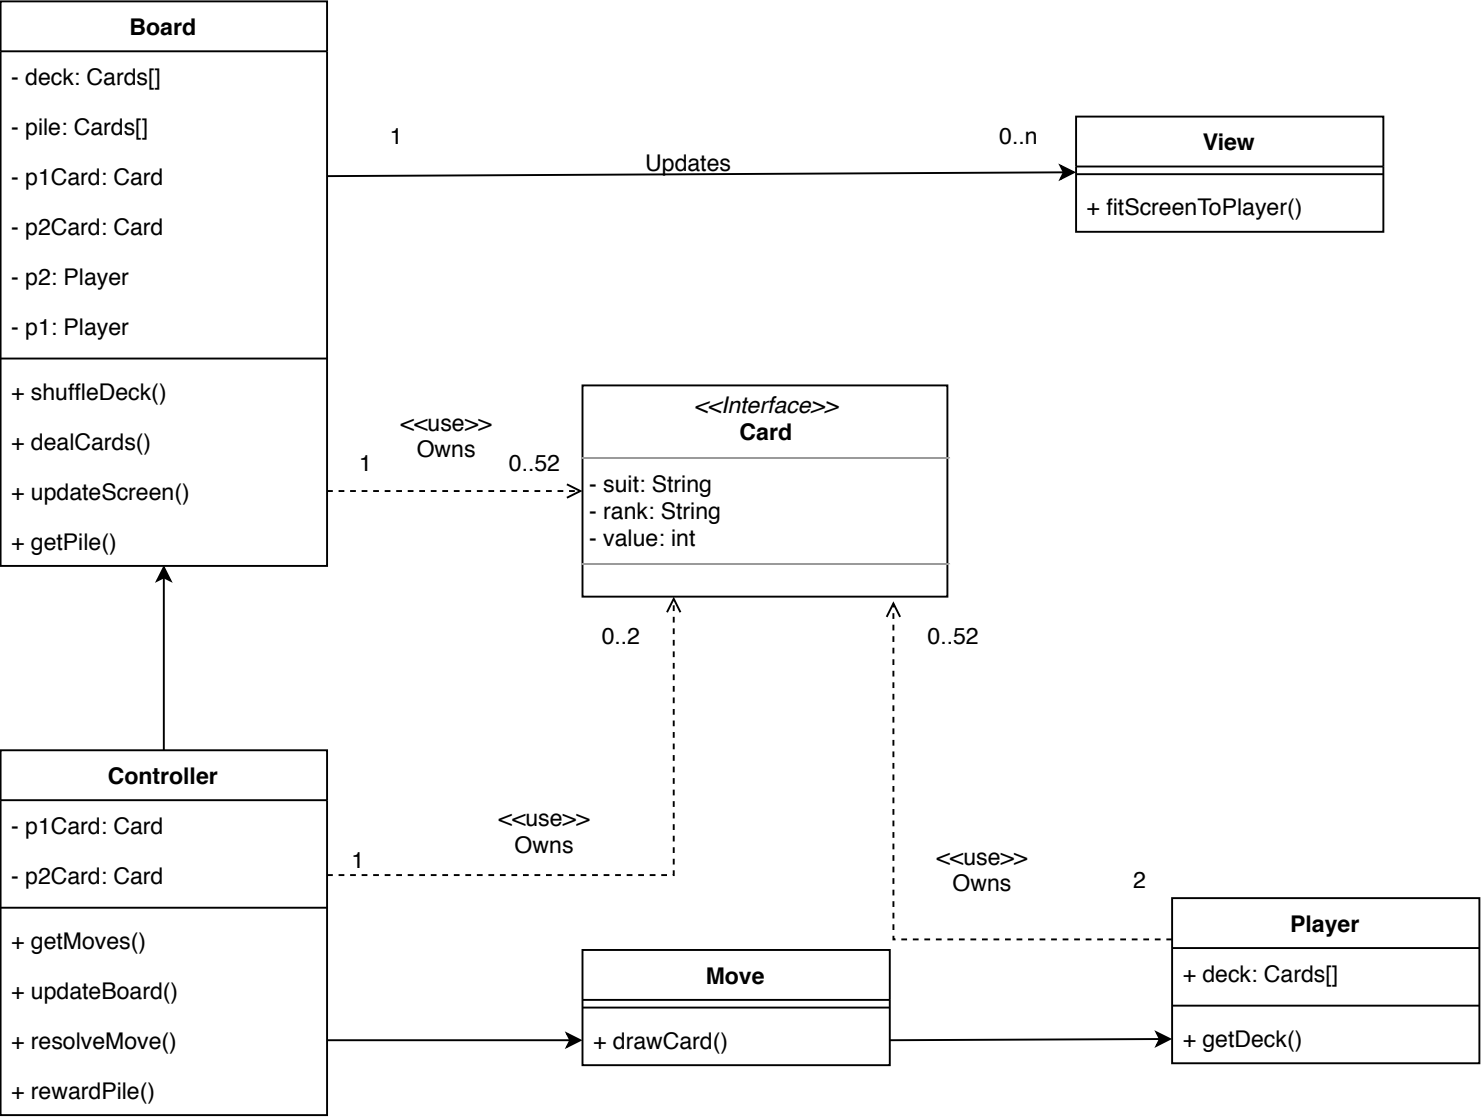 Board
- deck: Cards[]
- pile: Cards[]
- p1Card: Card
- p2Card: Card
- p2: Player
- p1: Player
+ shuffleDeck()
+ dealCards()
+ updateScreen()
+ getPile()
1
Updates
0..n
View
+ fitScreenToPlayer()
<<use>>
Owns
1
0..52
<<Interface>>
Card
- suit: String
- rank: String
- value: int
0..2
0..52
Controller
- p1Card: Card
- p2Card: Card
+ getMoves()
+ updateBoard()
+ resolveMove()
+ rewardPile()
1
<<use>>
Owns
<<use>>
Owns
2
Move
+ drawCard()
Player
+ deck: Cards[]
+ getDeck()